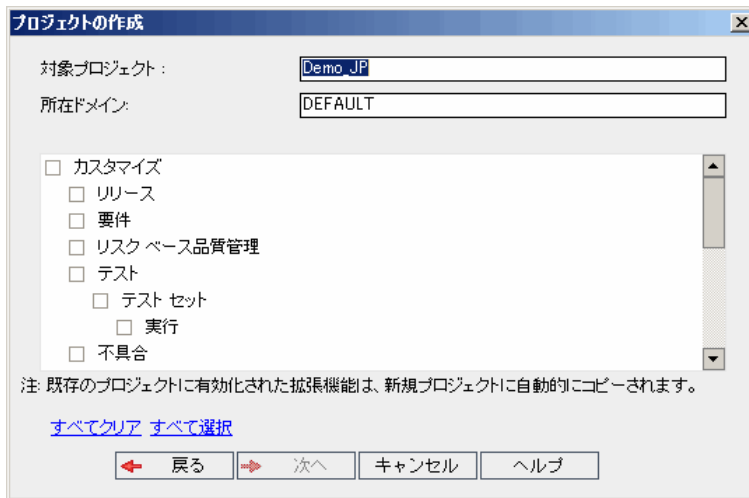 プロジェクトの作成
対象プロジェクト： Demo_JP
所在ドメイン: DEFAULT
カスタマイズ
リリース
要件
リスク ベース品質管理
テスト
テスト セット
実行
不具合
注: 既存のプロジェクトに有効化された拡張機能は、新規プロジェクトに自動的にコピーされます。
すべてクリア すべて選択
戻る 次へ キャンセル ヘルプ